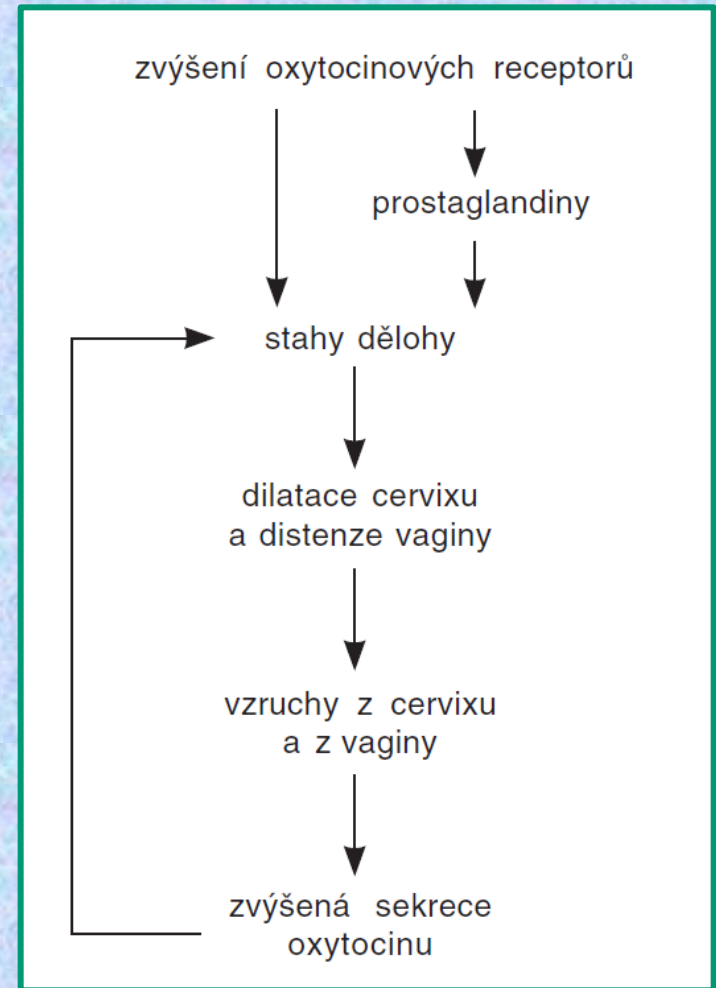 zvýšení oxytocinových receptorů
prostaglandiny
stahy dělohy
dilatace cervixu
a distenze vaginy
vzruchy z cervixu
a z vaginy
zvýšená sekrece
oxytocinu